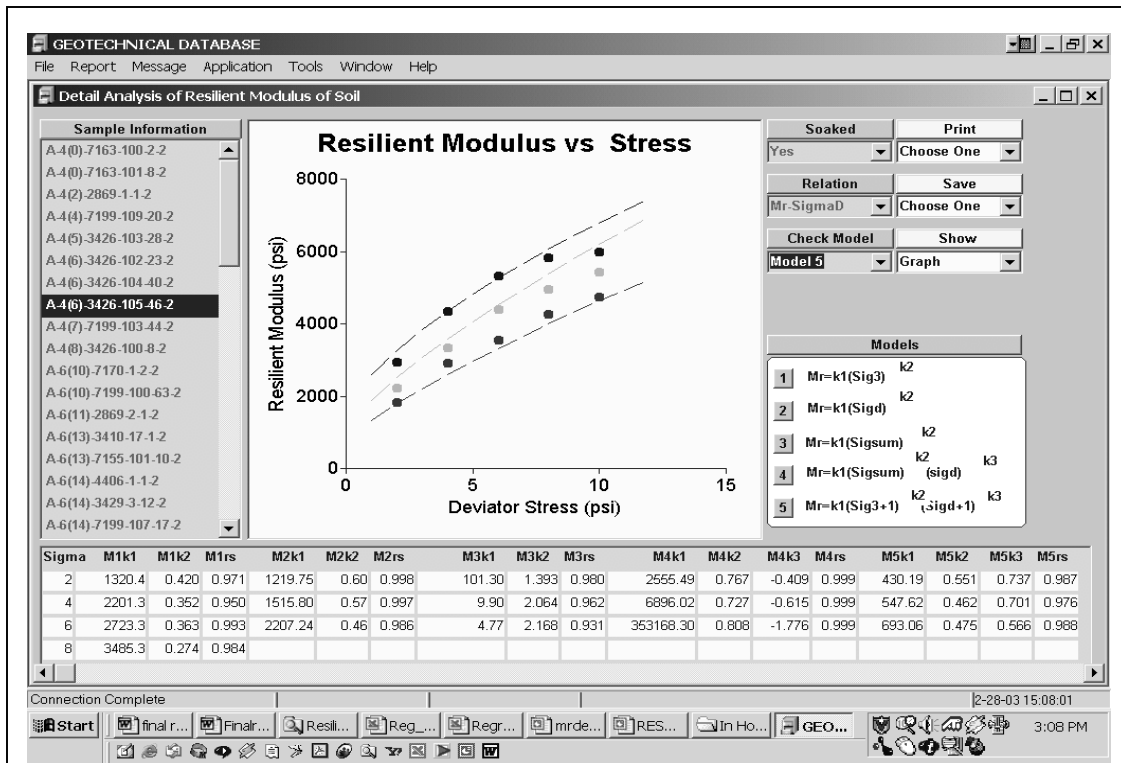 GEOTECHNICAL DATABASE
File Report Message Application Tools Window Help
Detail Analysis of Resilient Modulus of Soil
Sample Information
A-4(0)-7163-100-2-2
A-4(0)-7163-101-8-2
A-4(2)-2869-1-1-2
A-4(4)-7199-109-20-2
A-4(5)-3426-103-28-2
A-4(6)-3426-102-23-2
A-4(6)-3426-104-40-2
A-4(6)-3426-105-46-2
A-4(7)-7199-103-44-2
A-4(8)-3426-100-8-2
A-6(10)-7170-1-2-2
A-6(10)-7199-100-63-2
A-6(11)-2869-2-1-2
A-6(13)-3410-17-1-2
A-6(13)-7155-101-10-2
A-6(14)-4406-1-1-2
A-6(14)-3429-3-12-2
A-6(14)-7199-107-17-2
Resilient Modulus vs Stress
Resilient Modulus (psi)
8000
6000
4000
2000
0
0 5 10 15
Deviator Stress (psi)
Soaked Print
Yes Choose One
Relation Save
Mr-SigmaD Choose One
Check Model Show
Model 5 Graph
Models
1 Mr=k1(Sig3) k2
2 Mr=k1(Sigd) k2
3 Mr=k1(Sigsum) k2
4 Mr=k1(Sigsum) k2 (sigd) k3
5 Mr=k1(Sig3+1) k2 (Sigd+1) k3
Sigma M1k1 M1k2 M1rs M2k1 M2k2 M2rs M3k1 M3k2 M3rs M4k1 M4k2 M4k3 M4rs M5k1 M5k2 M5k3 M5rs
2 1320.4 0.420 0.971 1219.75 0.60 0.998 101.30 1.393 0.980 2555.49 0.767 -0.409 0.999 430.19 0.551 0.737 0.987
4 2201.3 0.352 0.950 1515.80 0.57 0.997 9.90 2.064 0.962 6896.02 0.727 -0.615 0.999 547.62 0.462 0.701 0.976
6 2723.3 0.363 0.993 2207.24 0.46 0.986 4.77 2.168 0.931 353168.30 0.808 -1.776 0.999 693.06 0.475 0.566 0.988
8 3485.3 0.274 0.984
Connection Complete 2-28-03 15:08:01
Start final r... Finalr... Resili... Reg_... Regr... mrde... RES... In Ho... GEO... 3:08 PM